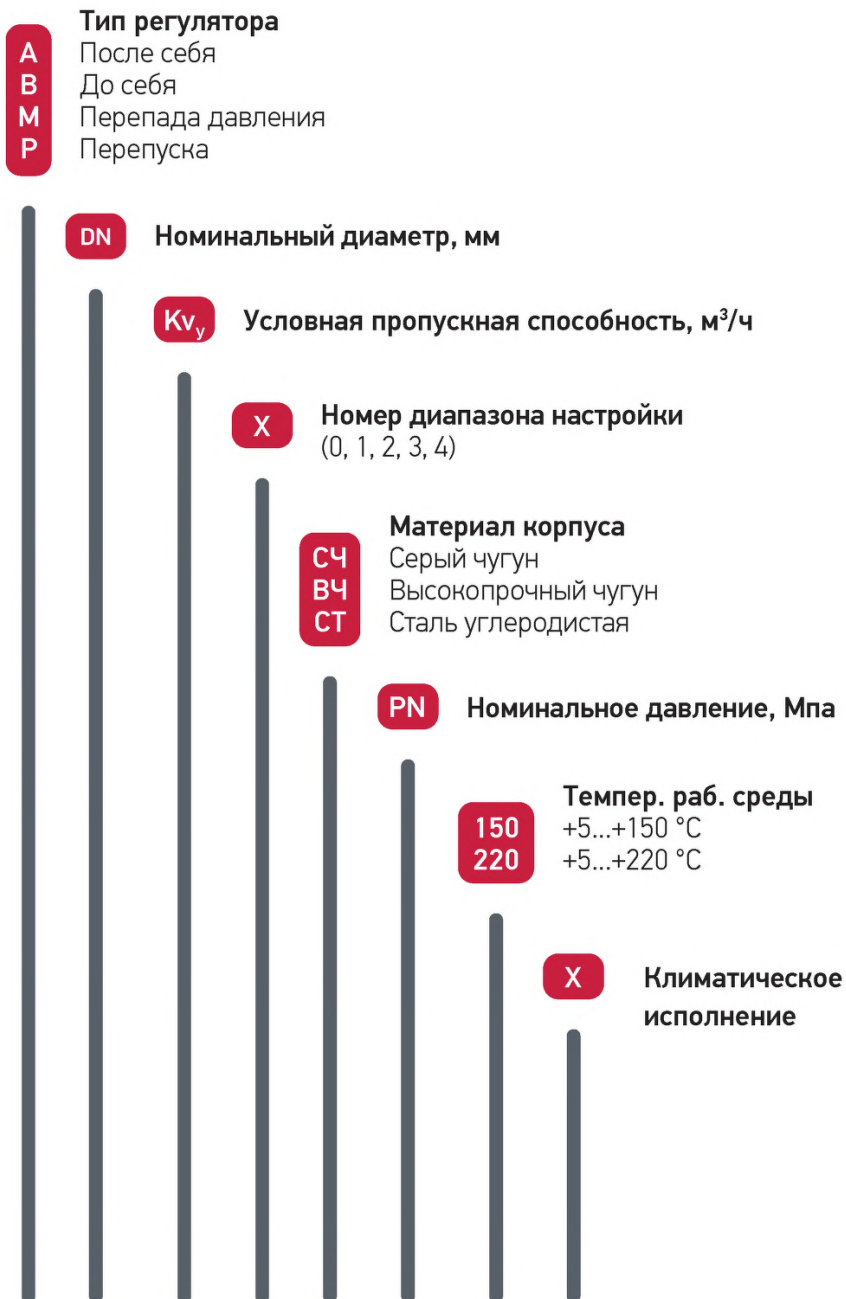 Тип регулятора
А После себя
В До себя
М Перепада давления
Р Перепуска
DN Номинальный диаметр, мм
Kvу Условная пропускная способность, м³/ч
X Номер диапазона настройки
(0, 1, 2, 3, 4)
Материал корпуса
СЧ Серый чугун
ВЧ Высокопрочный чугун
СТ Сталь углеродистая
PN Номинальное давление, Мпа
Темпер. раб. среды
150 +5...+150 °C
220 +5...+220 °C
X Климатическое
исполнение